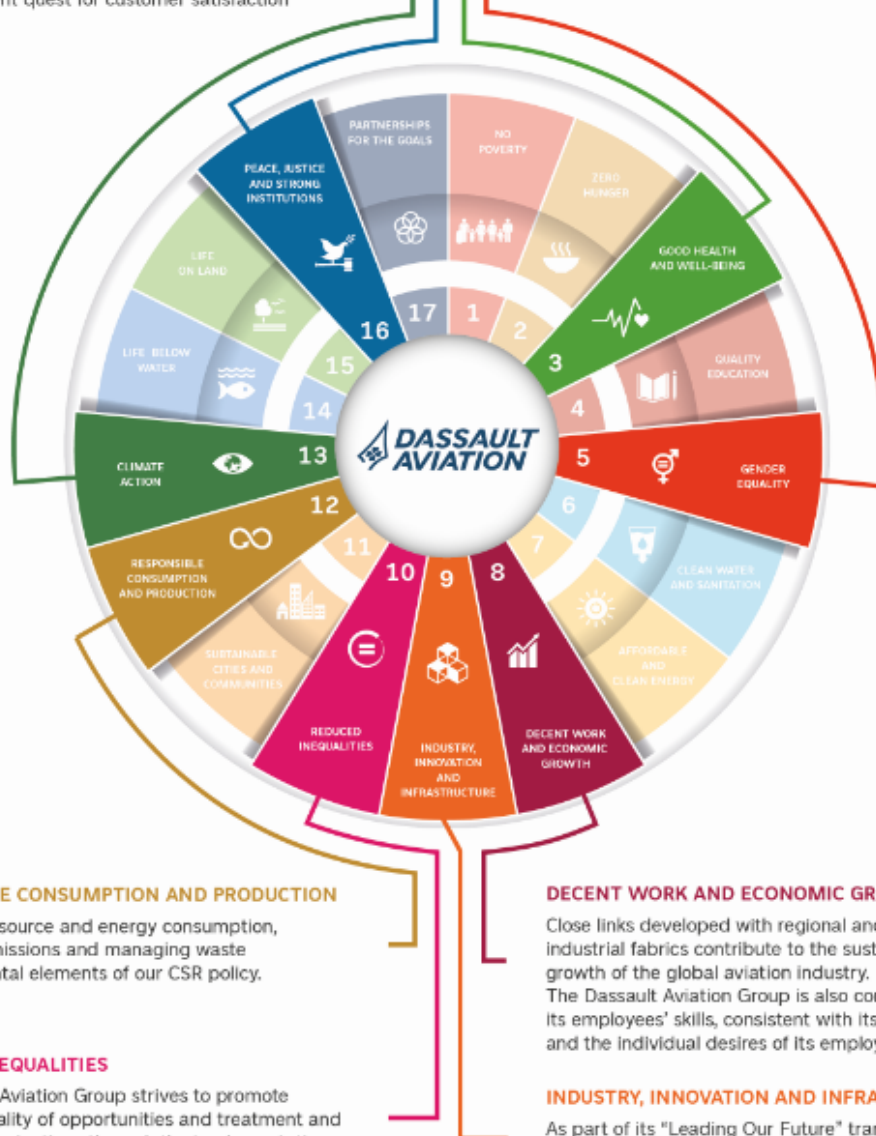 nt quest for customer satisfaction
PARTNERSHIPS
FOR THE GOALS
17
NO
POVERTY
1
ZERO
HUNGER
2
GOOD HEALTH
AND WELL-BEING
3
QUALITY
EDUCATION
4
GENDER
EQUALITY
5
CLEAN WATER
AND SANITATION
6
AFFORDABLE
AND
CLEAN ENERGY
7
DECENT WORK
AND ECONOMIC
GROWTH
8
INDUSTRY,
INNOVATION
AND
INFRASTRUCTURE
9
REDUCED
INEQUALITIES
10
SUSTAINABLE
CITIES AND
COMMUNITIES
11
RESPONSIBLE
CONSUMPTION
AND PRODUCTION
12
CLIMATE
ACTION
13
LIFE BELOW
WATER
14
LIFE
ON LAND
15
PEACE, JUSTICE
AND STRONG
INSTITUTIONS
16
DASSAULT
AVIATION
E CONSUMPTION AND PRODUCTION
source and energy consumption,
issions and managing waste
tal elements of our CSR policy.
EQUALITIES
Aviation Group strives to promote
ality of opportunities and treatment and
DECENT WORK AND ECONOMIC GR
Close links developed with regional and
industrial fabrics contribute to the sust
growth of the global aviation industry.
The Dassault Aviation Group is also co
its employees' skills, consistent with its
and the individual desires of its employ
INDUSTRY, INNOVATION AND INFRA
As part of its "Leading Our Future" tran